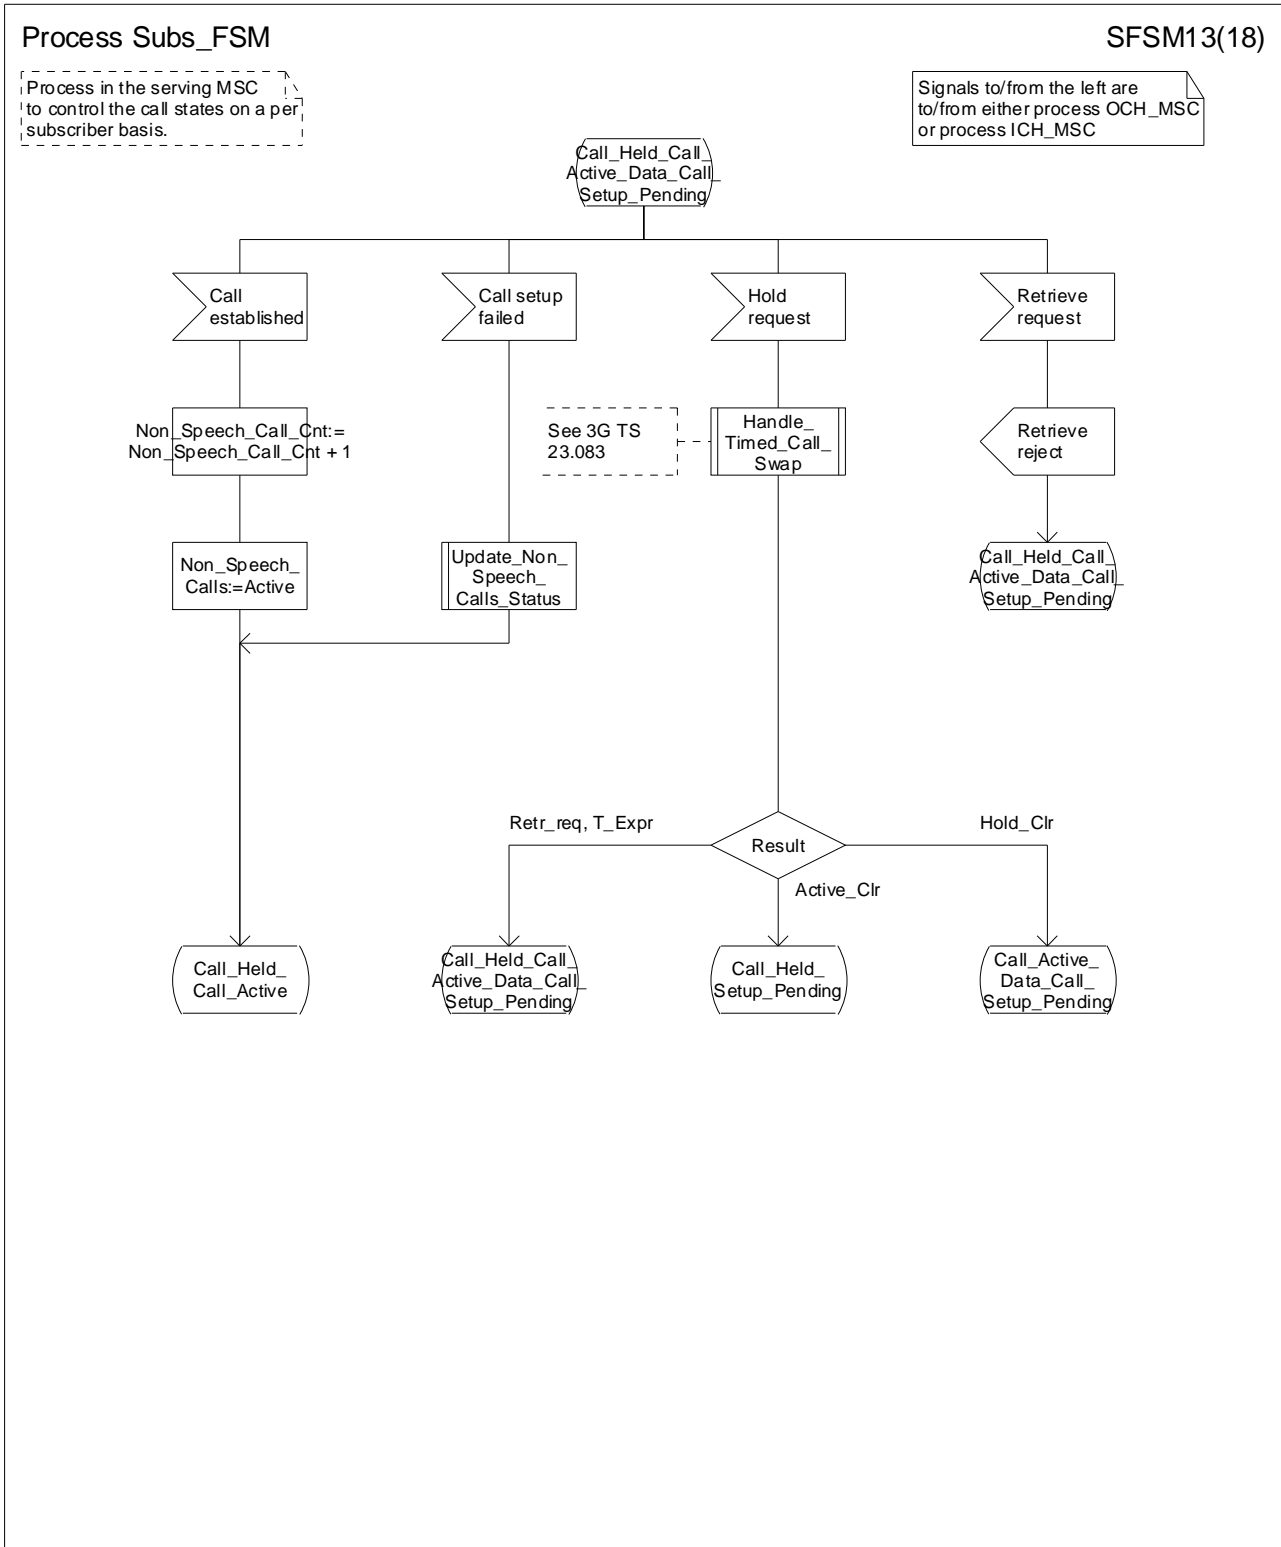 Process Subs_FSM
SFSM13(18)
Process in the serving MSC
to control the call states on a per
subscriber basis.
Signals to/from the left are
to/from either process OCH_MSC
or process ICH_MSC
Call_Held_Call_
Active_Data_Call_
Setup_Pending
Call
established
Call setup
failed
Hold
request
Retrieve
request
Non_Speech_Call_Cnt:=
Non_Speech_Call_Cnt + 1
See 3G TS
23.083
Handle_
Timed_Call_
Swap
Retrieve
reject
Non_Speech_
Calls:=Active
Update_Non_
Speech_
Calls_Status
Call_Held_Call_
Active_Data_Call_
Setup_Pending
Retr_req, T_Expr
Result
Hold_Clr
Active_Clr
Call_Held_
Call_Active
Call_Held_Call_
Active_Data_Call_
Setup_Pending
Call_Held_
Setup_Pending
Call_Active_
Data_Call_
Setup_Pending